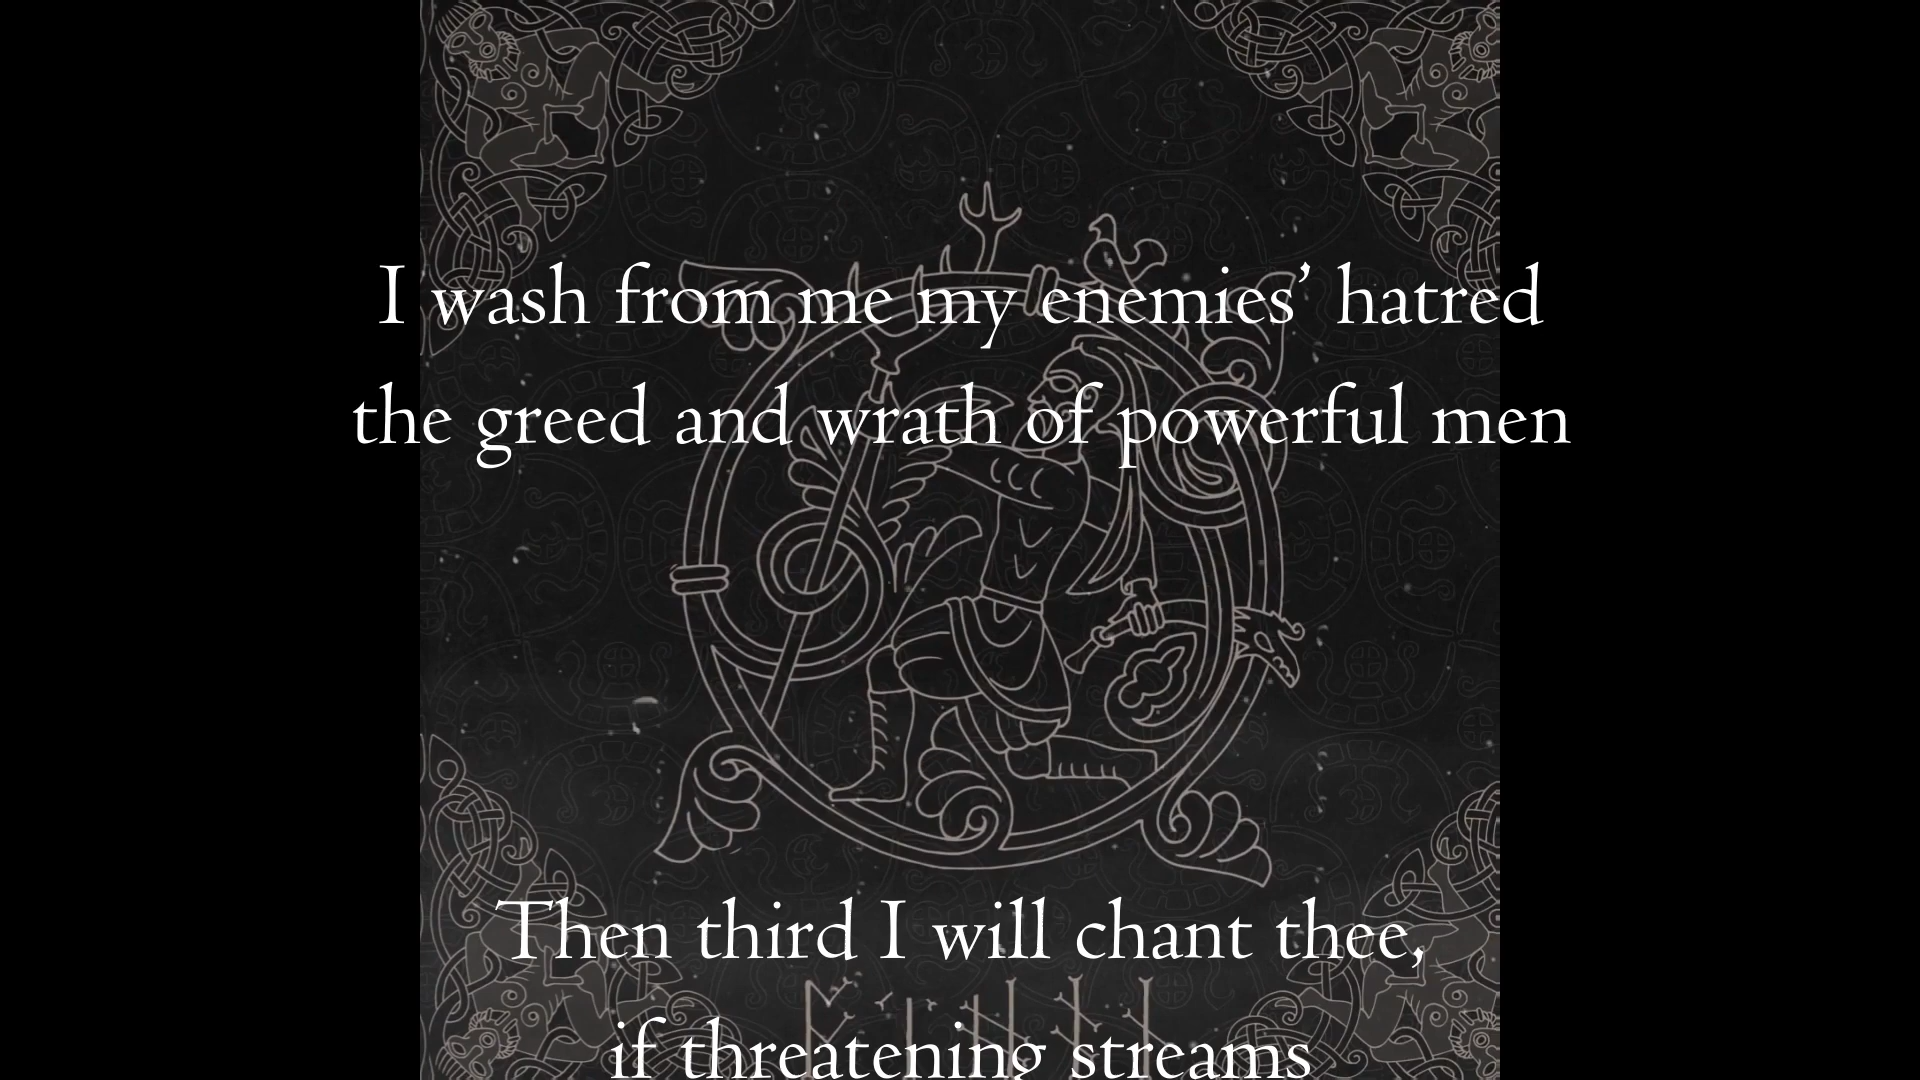 I wash from me my enemies’ hatred
the greed and wrath of powerful men
Then third I will chant thee,
if threatening streams